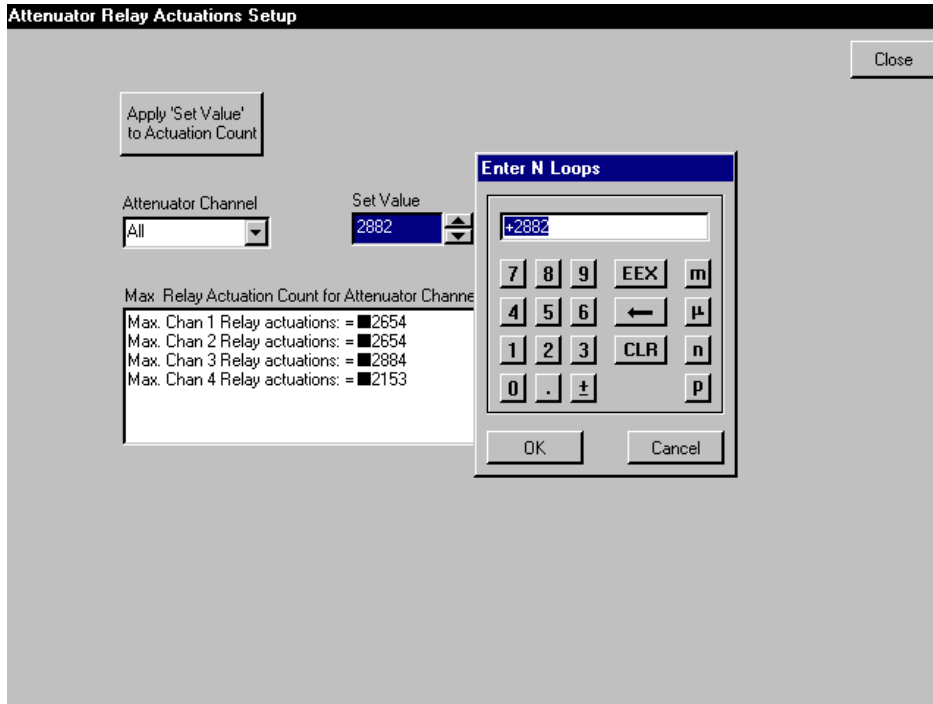 Attenuator Relay Actuations Setup
Close
Apply 'Set Value'
to Actuation Count
Attenuator Channel
All
Set Value
2882
Max Relay Actuation Count for Attenuator Channe
Max. Chan 1 Relay actuations: = ■2654
Max. Chan 2 Relay actuations: = ■2654
Max. Chan 3 Relay actuations: = ■2884
Max. Chan 4 Relay actuations: = ■2153
Enter N Loops
+2882
7 8 9 EEX m
4 5 6 ← μ
1 2 3 CLR n
0 . ± p
OK Cancel